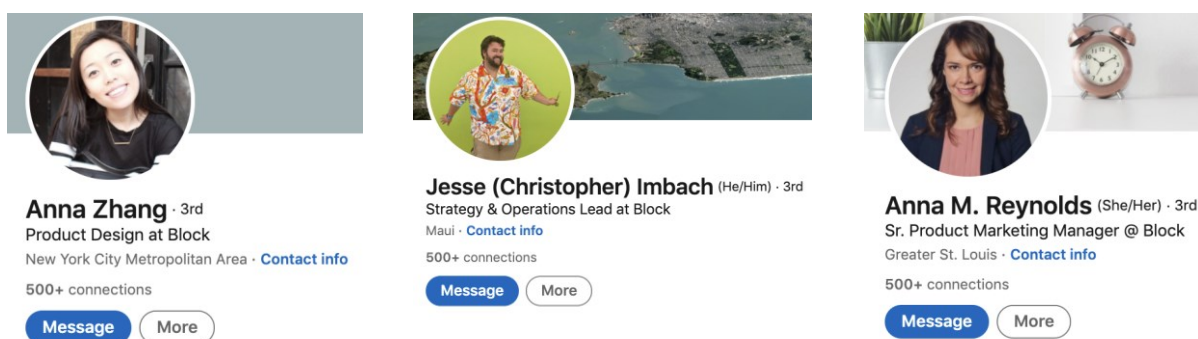 Anna Zhang · 3rd
Product Design at Block
New York City Metropolitan Area · Contact info
500+ connections
Message
More
Jesse (Christopher) Imbach (He/Him) · 3rd
Strategy & Operations Lead at Block
Maui · Contact info
500+ connections
Message
More
Anna M. Reynolds (She/Her) · 3rd
Sr. Product Marketing Manager @ Block
Greater St. Louis · Contact info
500+ connections
Message
More